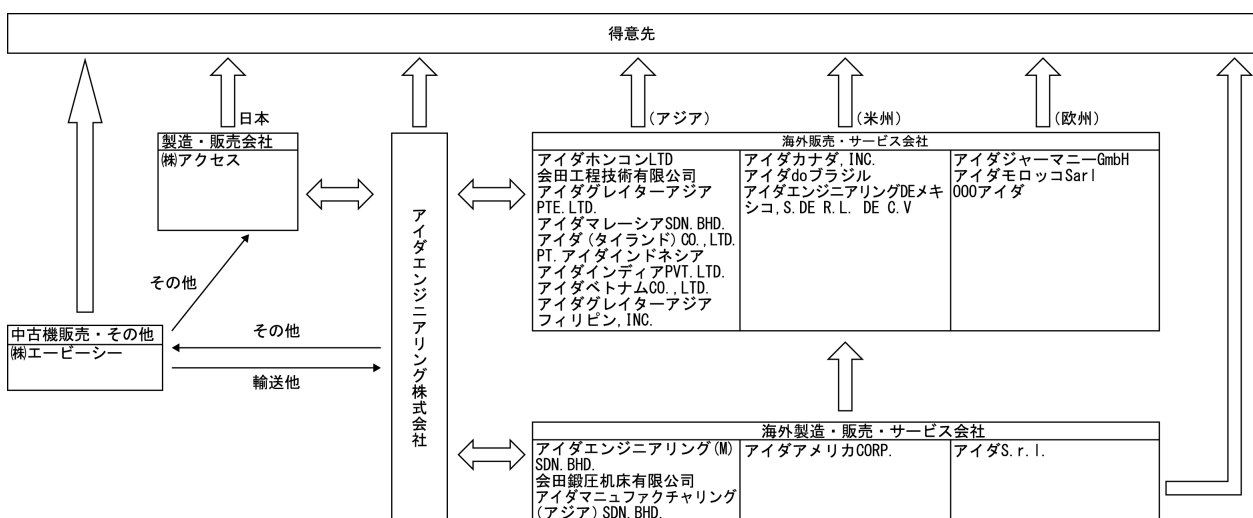 得意先
日本
製造・販売会社
㈱アクセス
その他
中古機販売・その他
㈱エービーシー
その他
輸送他
アイダエンジニアリング株式会社
(アジア)
(米州)
(欧州)
海外販売・サービス会社
アイダホンコンLTD
会田工程技術有限公司
アイダグレイターアジア
PTE.LTD.
アイダマレーシアSDN.BHD.
アイダ(タイランド)CO.,LTD.
PT.アイダインドネシア
アイダインディアPVT.LTD.
アイダベトナムCO.,LTD.
アイダグレイターアジア
フィリピン,INC.
アイダカナダ,INC.
アイダdoブラジル
アイダエンジニアリングDEメキ
シコ,S.DE R.L. DE C.V
アイダジャーマニーGmbH
アイダモロッコSarl
OOOアイダ
海外製造・販売・サービス会社
アイダエンジニアリング(M)
SDN.BHD.
会田鍛圧机床有限公司
アイダマニュファクチャリング
(アジア)SDN.BHD.
アイダアメリカCORP.
アイダS.r.l.